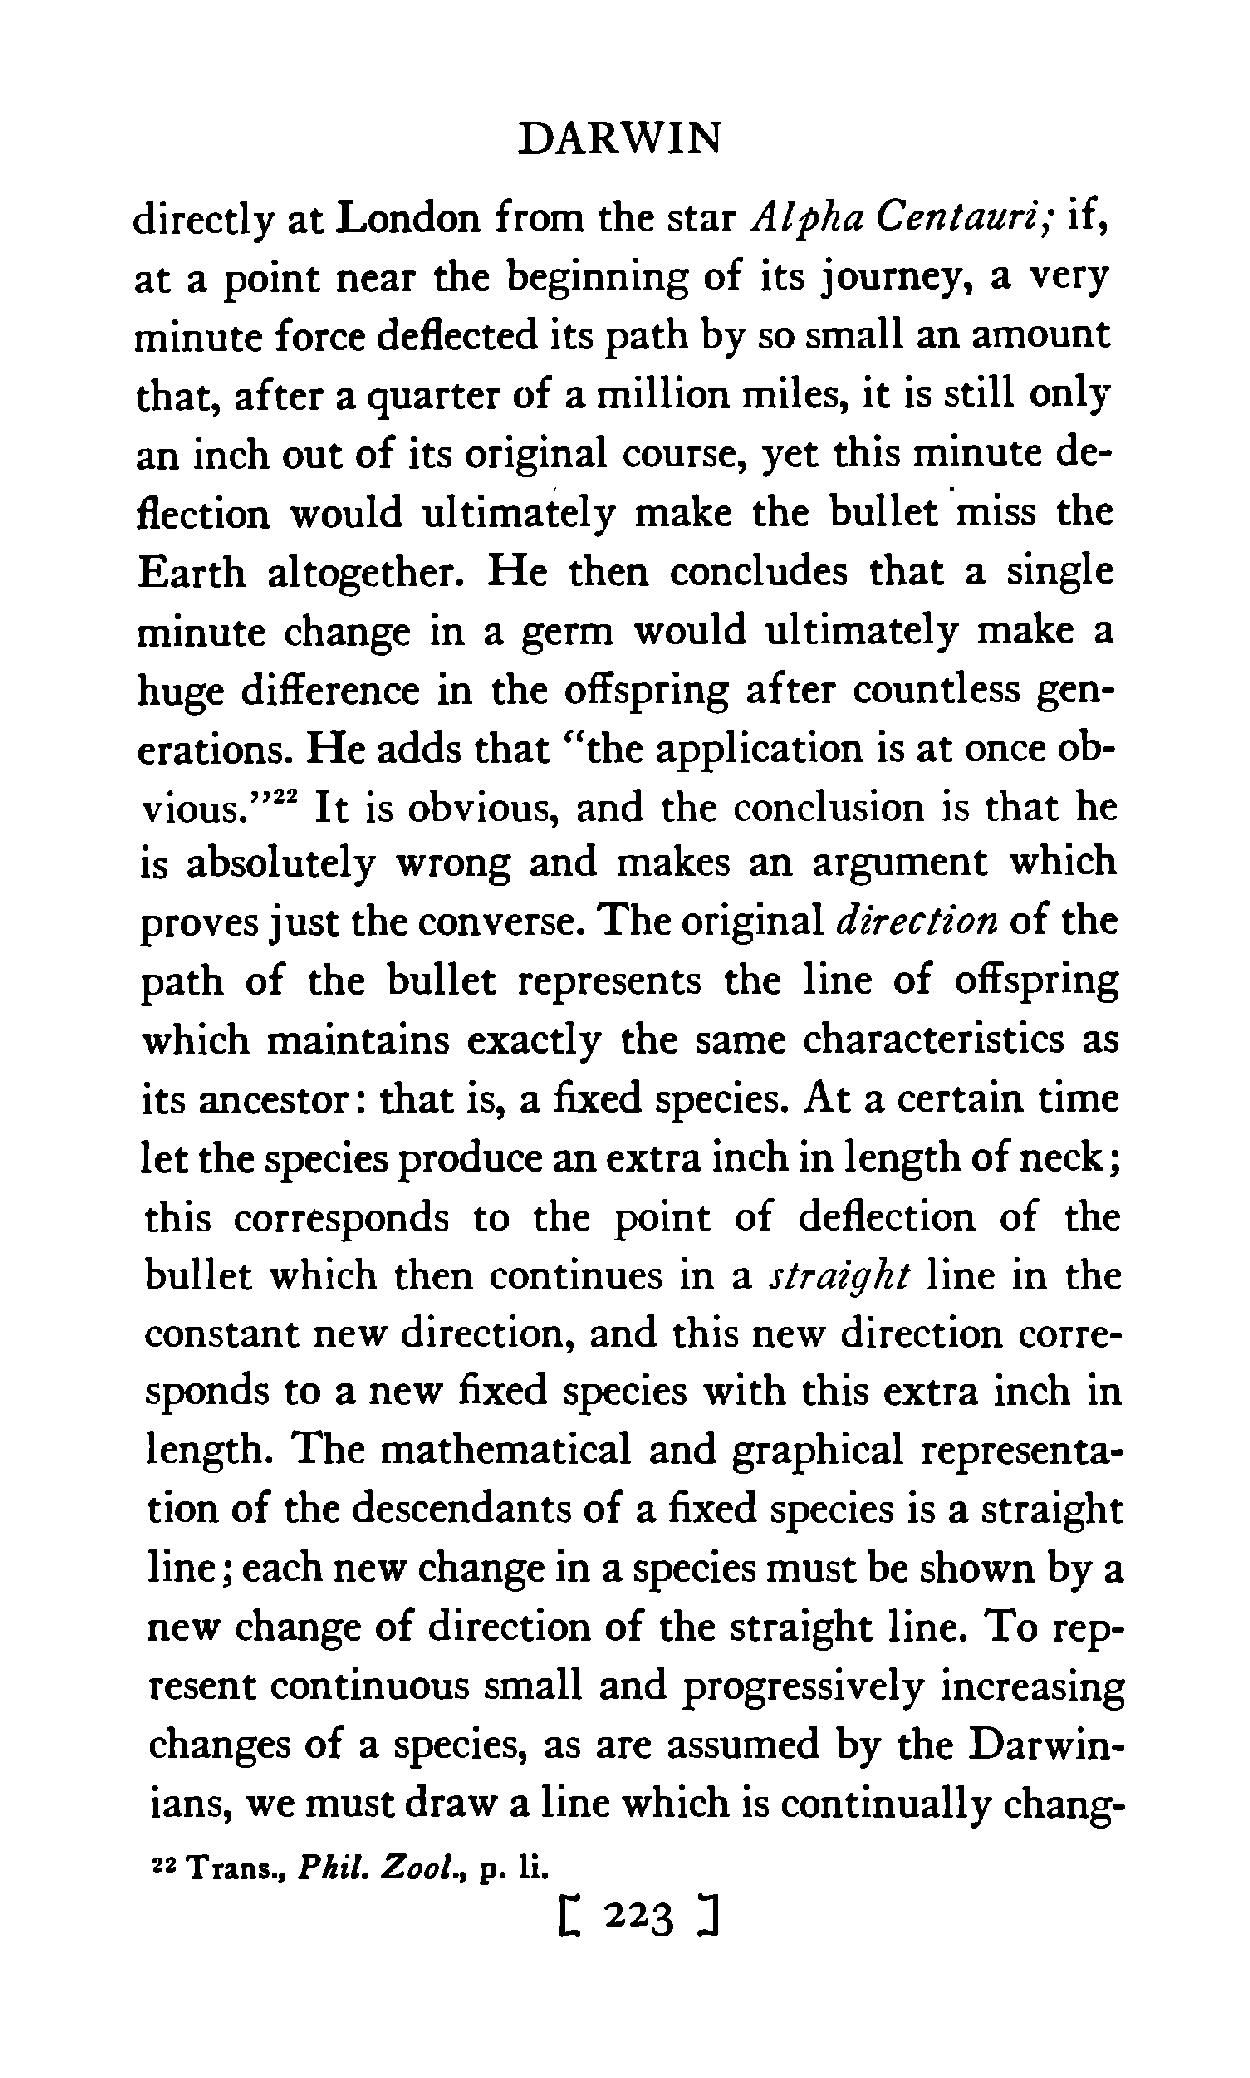 DARWIN
directly at London from the star Alpha Centauri; if,
at a point near the beginning of its journey, a very
minute force deflected its path by so small an amount
that, after a quarter of a million miles, it is still only
an inch out of its original course, yet this minute de-
flection would ultimately make the bullet miss the
Earth altogether. He then concludes that a single
minute change in a germ would ultimately make a
huge difference in the offspring after countless gen-
erations. He adds that “the application is at once ob-
vious.”²² It is obvious, and the conclusion is that he
is absolutely wrong and makes an argument which
proves just the converse. The original direction of the
path of the bullet represents the line of offspring
which maintains exactly the same characteristics as
its ancestor: that is, a fixed species. At a certain time
let the species produce an extra inch in length of neck;
this corresponds to the point of deflection of the
bullet which then continues in a straight line in the
constant new direction, and this new direction corre-
sponds to a new fixed species with this extra inch in
length. The mathematical and graphical representa-
tion of the descendants of a fixed species is a straight
line; each new change in a species must be shown by a
new change of direction of the straight line. To rep-
resent continuous small and progressively increasing
changes of a species, as are assumed by the Darwin-
ians, we must draw a line which is continually chang-
²² Trans., Phil. Zool., p. li.
[ 223 ]